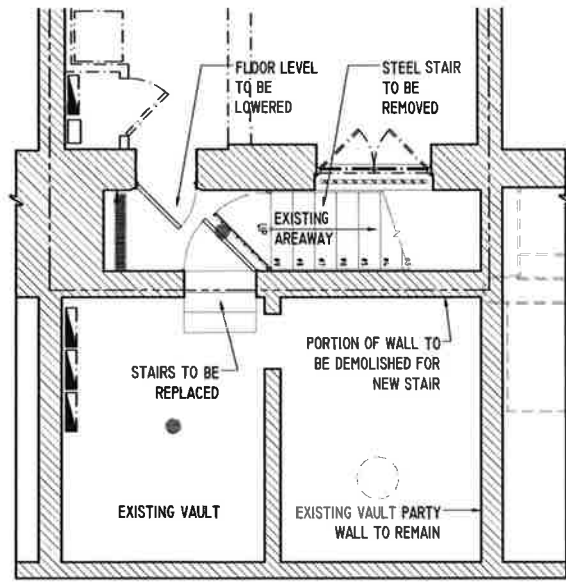 FLOOR LEVEL
TO BE
LOWERED
STEEL STAIR
TO BE
REMOVED
EXISTING
AREAWAY
UP
STAIRS TO BE
REPLACED
PORTION OF WALL TO
BE DEMOLISHED FOR
NEW STAIR
EXISTING VAULT
EXISTING VAULT PARTY
WALL TO REMAIN